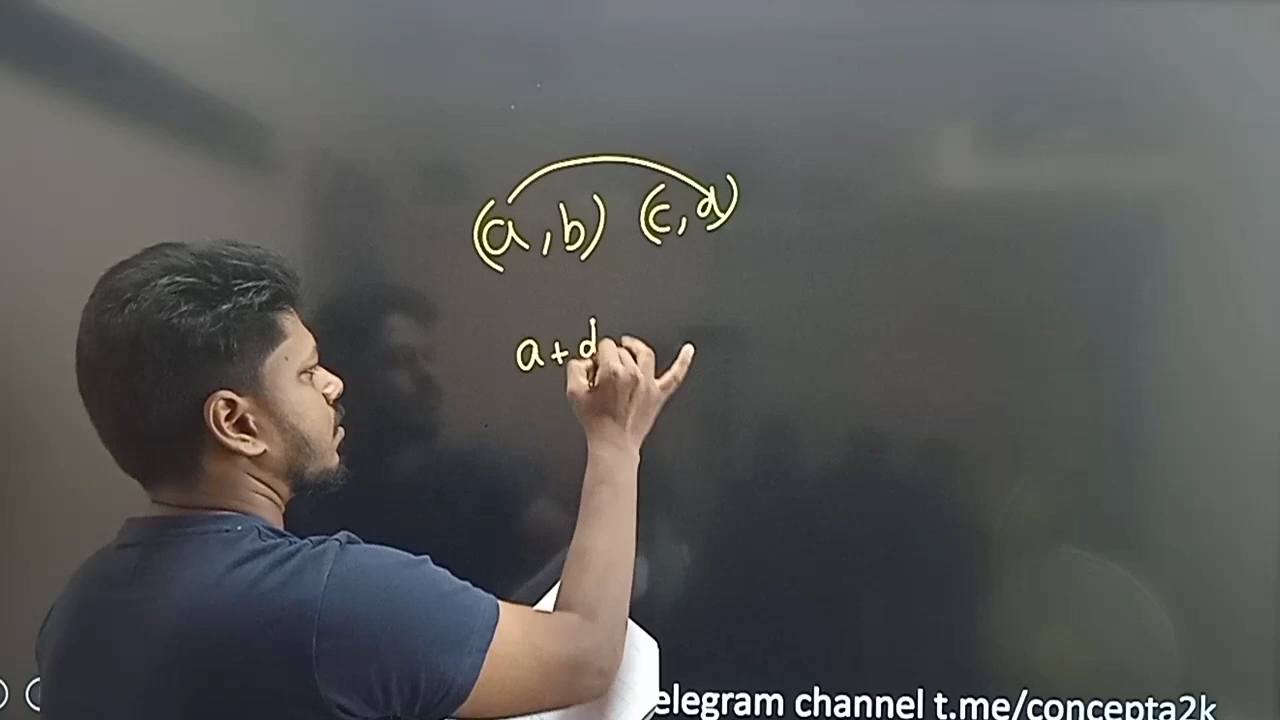 (a, b) (c, d)
a + d
elegram channel t.me/concepta2k